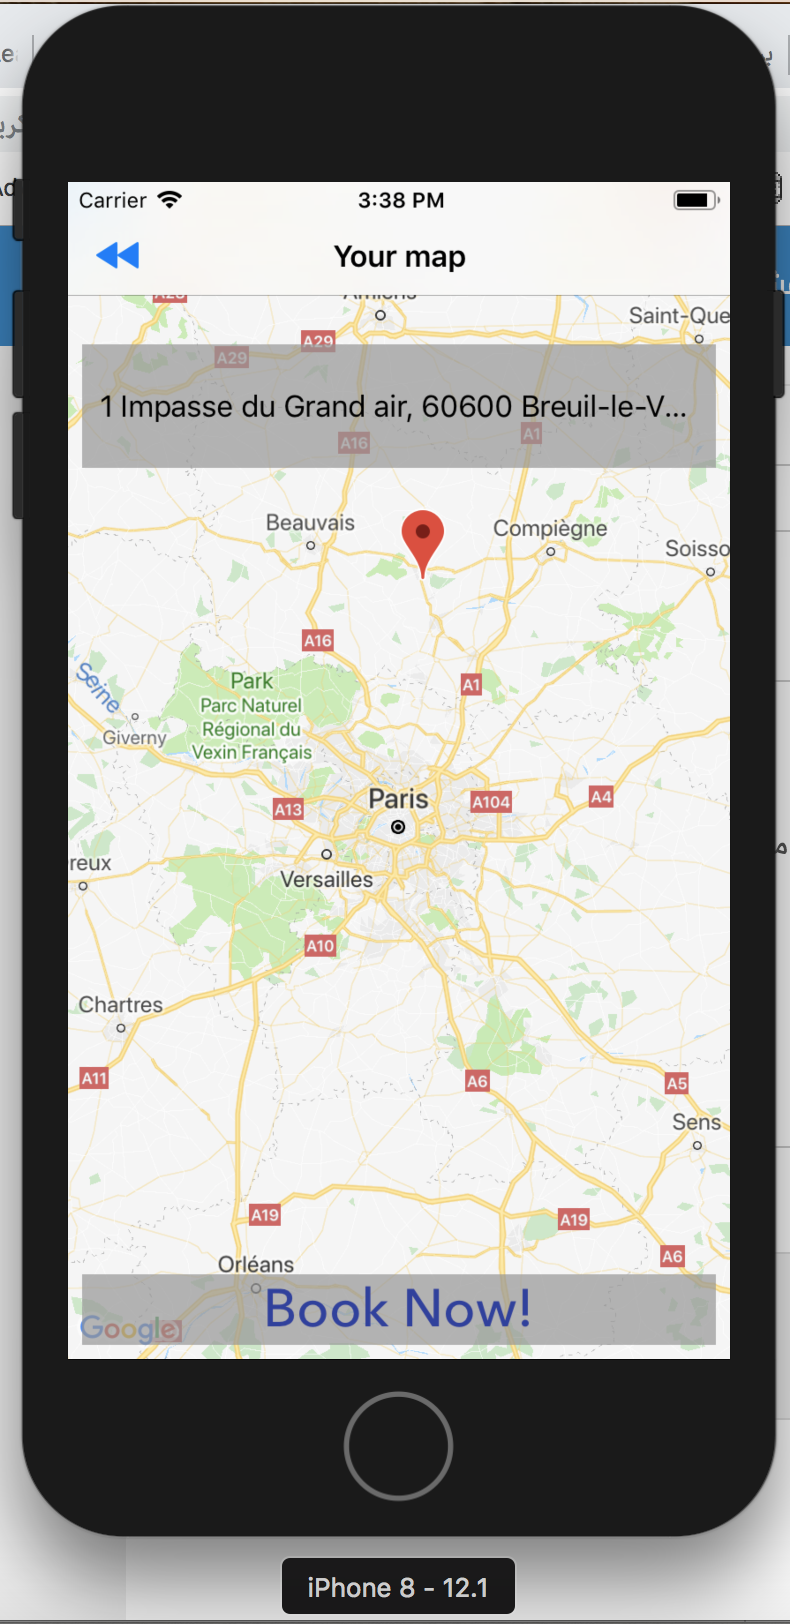 Carrier
3:38 PM
Your map
Amiens
Saint-Que
A29
A29
1 Impasse du Grand air, 60600 Breuil-le-V...
A16
A1
Beauvais
Compiègne
Soisso
A16
Seine
Park
Parc Naturel
Régional du
Vexin Français
A1
Giverny
Paris
A13
A104
A4
Versailles
reux
A10
Chartres
A11
A6
A5
Sens
A19
A19
A6
Orléans
Book Now!
Google
iPhone 8 - 12.1